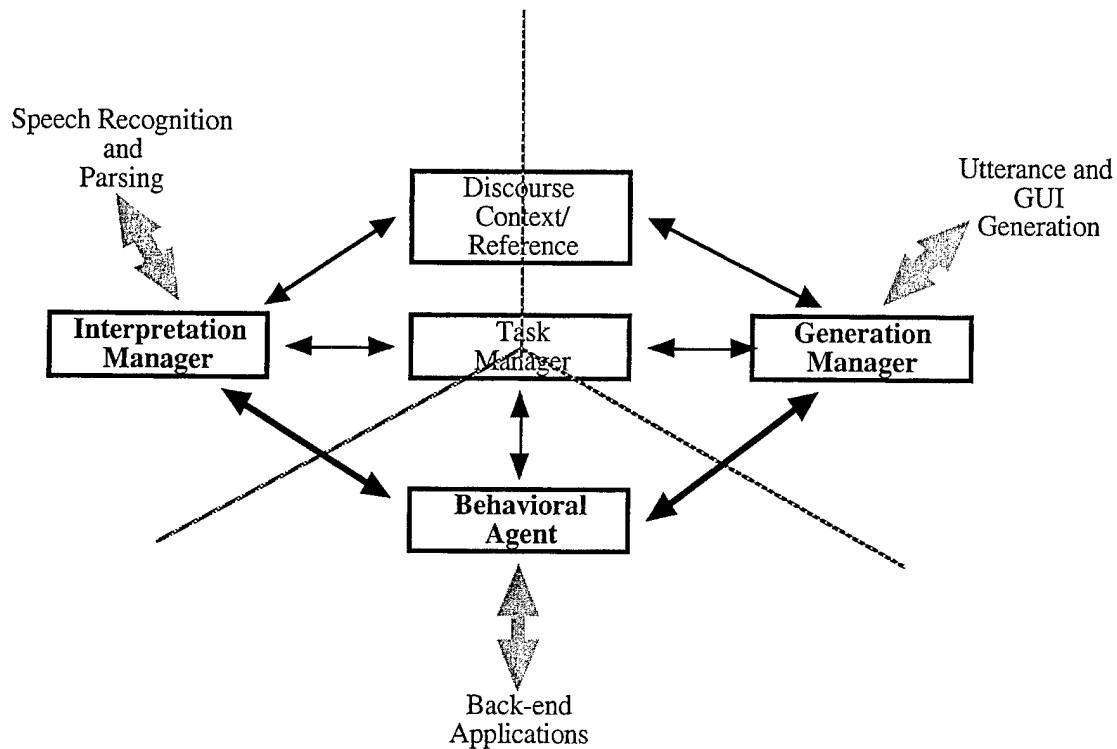 Speech Recognition
and
Parsing
Discourse
Context/
Reference
Utterance and
GUI
Generation
Interpretation
Manager
Task
Manager
Generation
Manager
Behavioral
Agent
Back-end
Applications